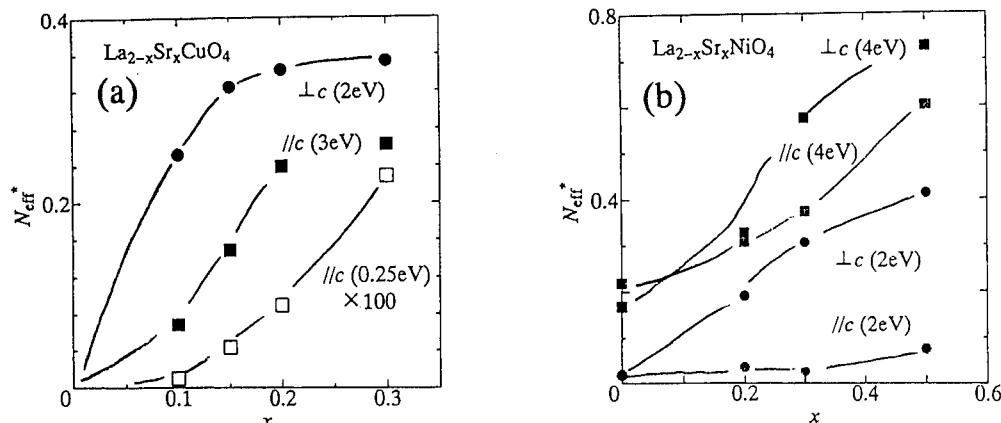 0.4
La2-xSrxCuO4
(a)
⊥c (2eV)
//c (3eV)
0.2
Neff*
//c (0.25eV)
×100
0
0.1
0.2
0.3
x
0.8
La2-xSrxNiO4
⊥c (4eV)
(b)
//c (4eV)
Neff*
0.4
⊥c (2eV)
//c (2eV)
0
0.2
0.4
0.6
x